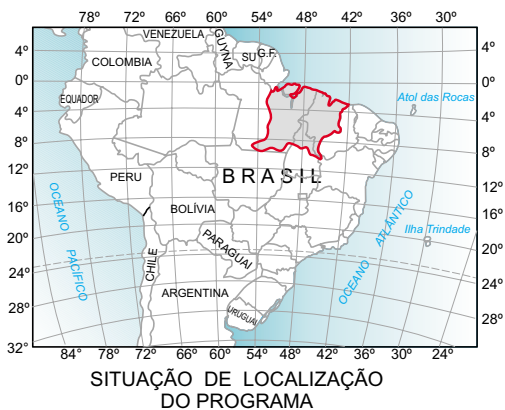 78º 72º 66º 60º 54º 48º 42º 36º 30º
VENEZUELA
GUYNA
SU
G.F.
4º
4º
COLOMBIA
0º
0º
EQUADOR
Atol das Rocas
4º
4º
8º
8º
PERU
BRASIL
12º
12º
OCEANO
PACÍFICO
BOLÍVIA
16º
16º
OCEANO
ATLÂNTICO
Ilha Trindade
20º
20º
PARAGUAI
CHILE
24º
24º
ARGENTINA
28º
28º
URUGUAI
32º
84º 78º 72º 66º 60º 54º 48º 42º 36º 30º 24º
SITUAÇÃO DE LOCALIZAÇÃO
DO PROGRAMA